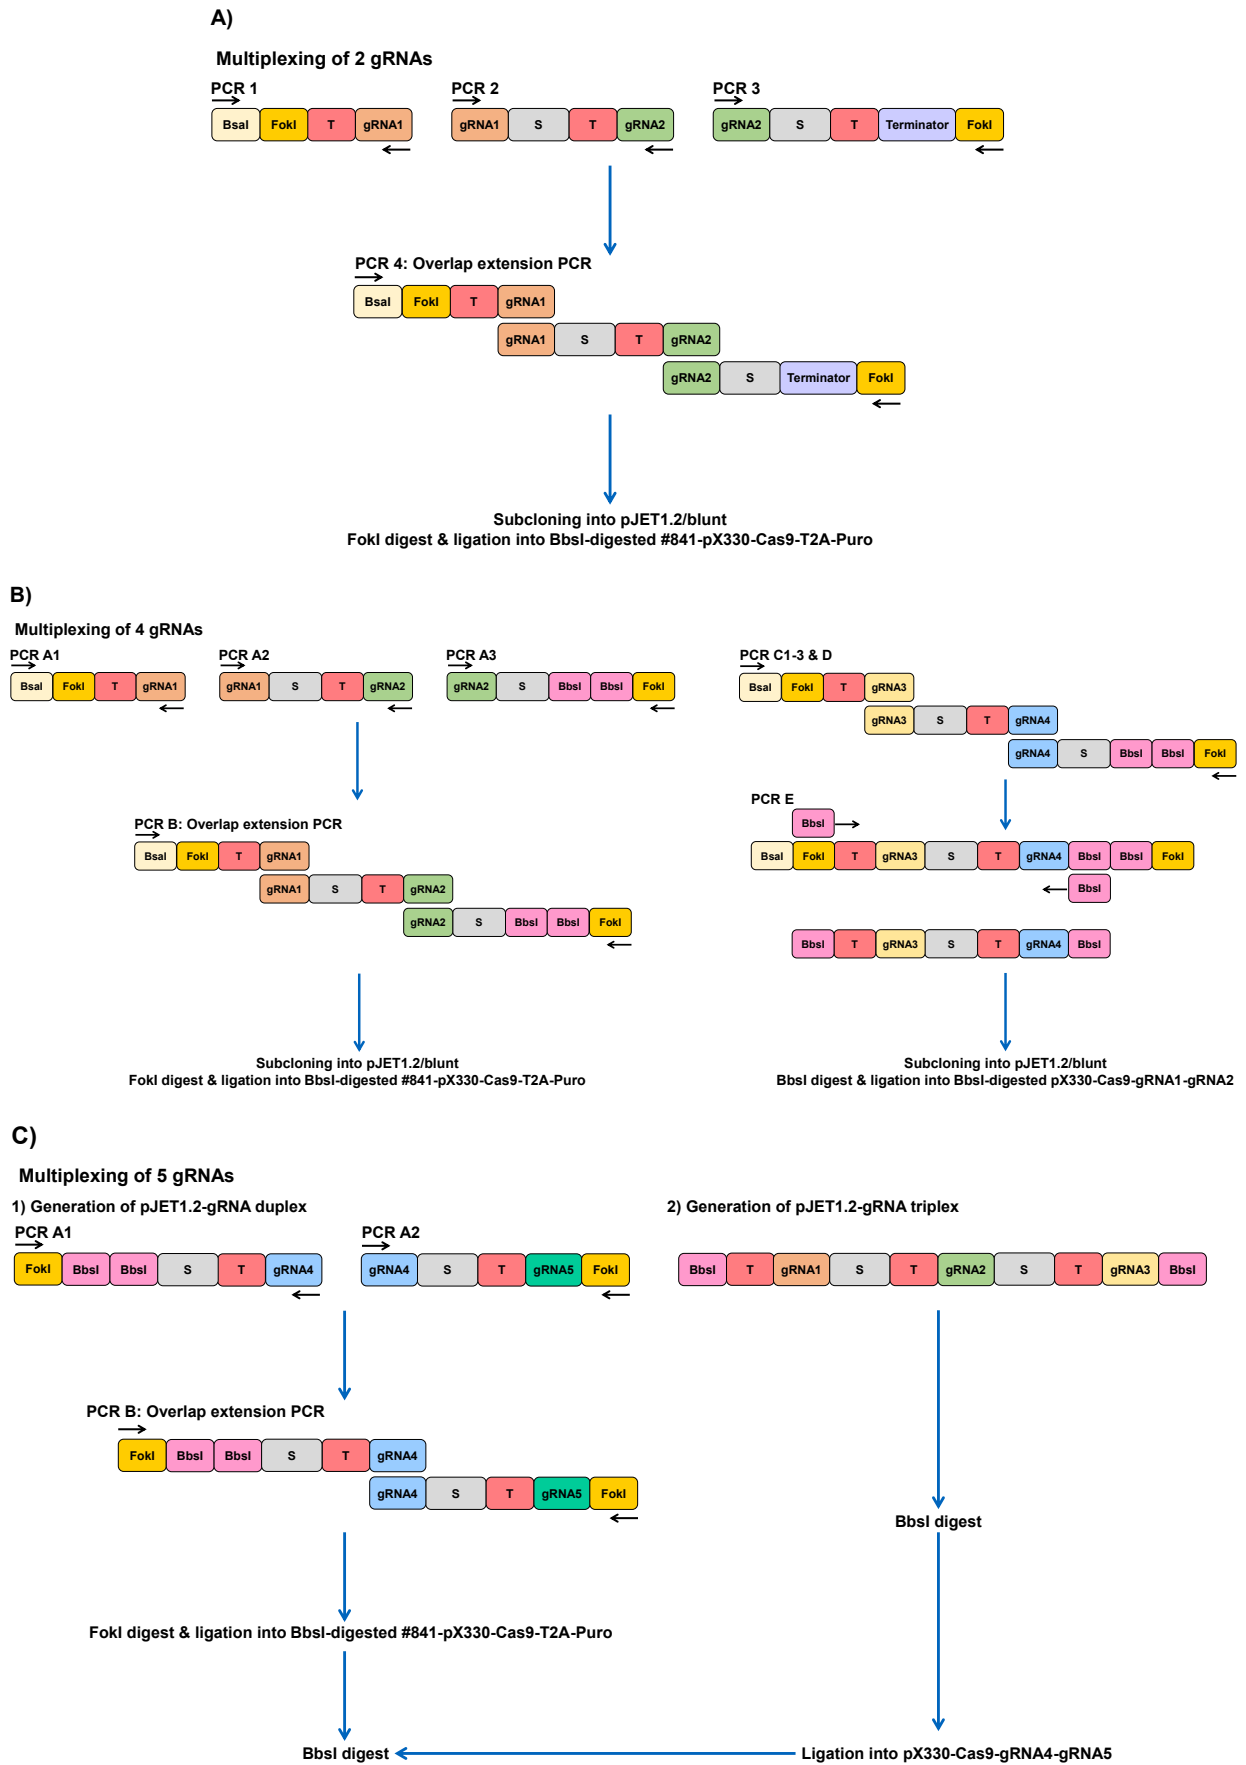 A)
Multiplexing of 2 gRNAs
PCR 1 PCR 2 PCR 3
BsaI FokI T gRNA1 gRNA1 S T gRNA2 gRNA2 S T Terminator FokI
PCR 4: Overlap extension PCR
BsaI FokI T gRNA1
gRNA1 S T gRNA2
gRNA2 S Terminator FokI
Subcloning into pJET1.2/blunt
FokI digest & ligation into BbsI-digested #841-pX330-Cas9-T2A-Puro
B)
Multiplexing of 4 gRNAs
PCR A1 PCR A2 PCR A3
BsaI FokI T gRNA1 gRNA1 S T gRNA2 gRNA2 S BbsI BbsI FokI
PCR B: Overlap extension PCR
BsaI FokI T gRNA1
gRNA1 S T gRNA2
gRNA2 S BbsI BbsI FokI
Subcloning into pJET1.2/blunt
FokI digest & ligation into BbsI-digested #841-pX330-Cas9-T2A-Puro
PCR C1-3 & D
BsaI FokI T gRNA3
gRNA3 S T gRNA4
gRNA4 S BbsI BbsI FokI
PCR E
BbsI
BsaI FokI T gRNA3 S T gRNA4 BbsI BbsI FokI
BbsI
BbsI T gRNA3 S T gRNA4 BbsI
Subcloning into pJET1.2/blunt
BbsI digest & ligation into BbsI-digested pX330-Cas9-gRNA1-gRNA2
C)
Multiplexing of 5 gRNAs
1) Generation of pJET1.2-gRNA duplex
PCR A1 PCR A2
FokI BbsI BbsI S T gRNA4 gRNA4 S T gRNA5 FokI
PCR B: Overlap extension PCR
FokI BbsI BbsI S T gRNA4
gRNA4 S T gRNA5 FokI
FokI digest & ligation into BbsI-digested #841-pX330-Cas9-T2A-Puro
BbsI digest
2) Generation of pJET1.2-gRNA triplex
BbsI T gRNA1 S T gRNA2 S T gRNA3 BbsI
BbsI digest
Ligation into pX330-Cas9-gRNA4-gRNA5